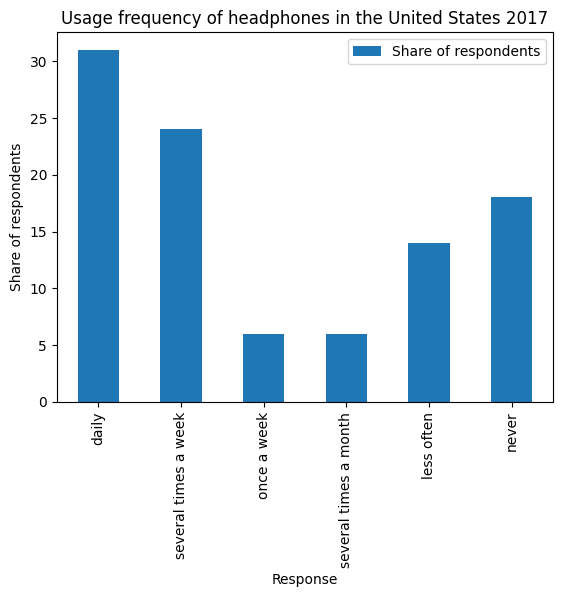 Usage frequency of headphones in the United States 2017
Share of respondents
Share of respondents
30
25
20
15
10
5
0
daily
several times a week
once a week
several times a month
less often
never
Response